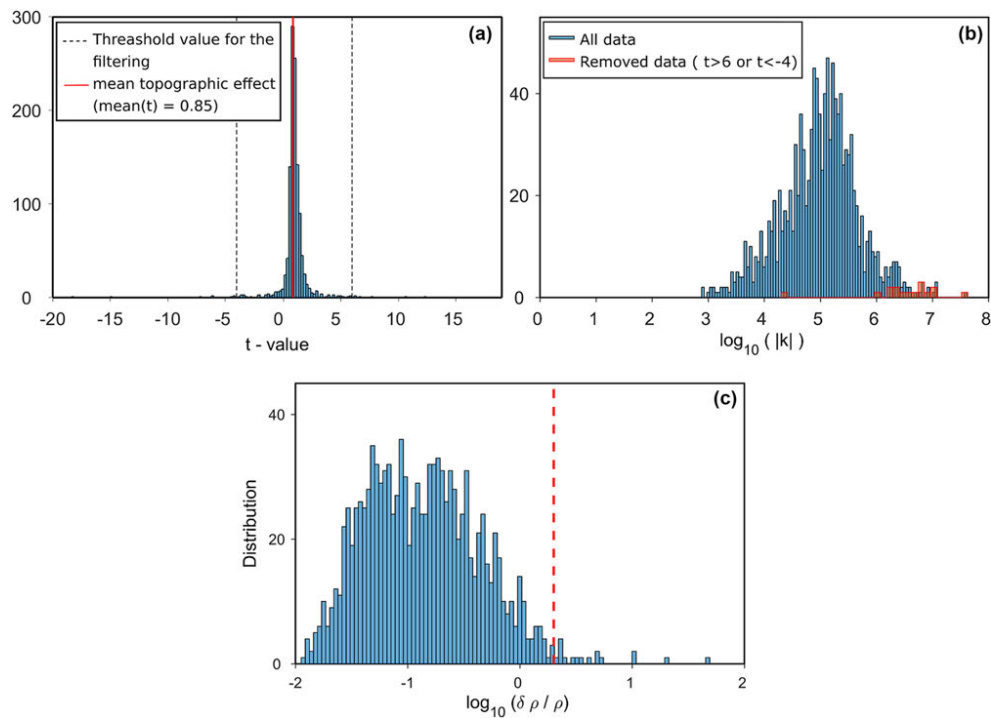 300
200
100
0
-20
-15
-10
-5
0
5
10
15
t - value
Threashold value for the
filtering
mean topographic effect
(mean(t) = 0.85)
(a)
40
20
0
0
1
2
3
4
5
6
7
8
log10 ( |k| )
All data
Removed data ( t>6 or t<-4)
(b)
Distribution
40
20
0
-2
-1
0
1
2
log10 (δ ρ / ρ)
(c)